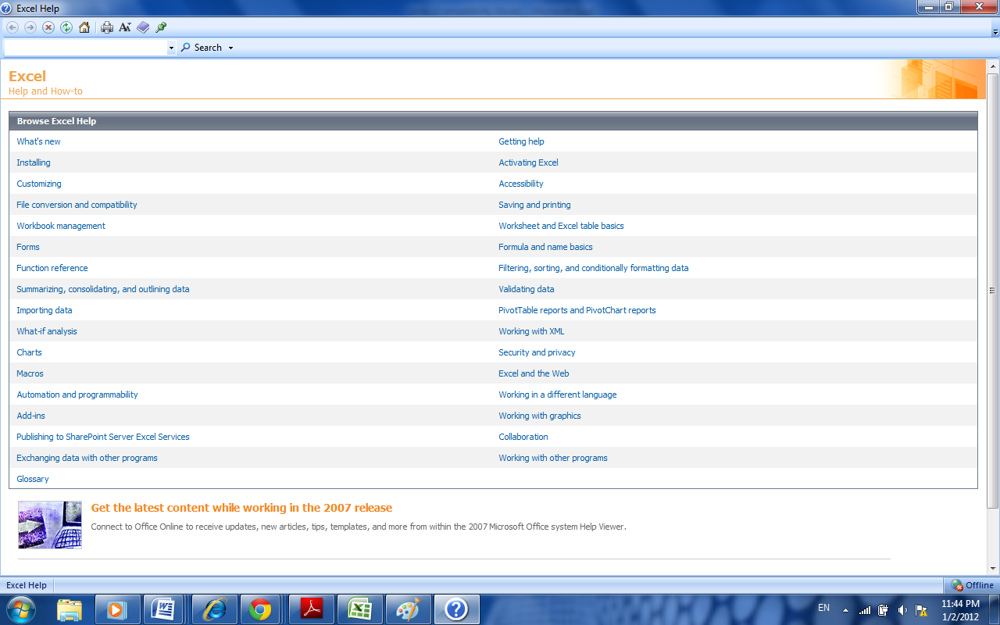 Excel Help
Search
Excel
Help and How-to
Browse Excel Help
What's new
Getting help
Installing
Activating Excel
Customizing
Accessibility
File conversion and compatibility
Saving and printing
Workbook management
Worksheet and Excel table basics
Forms
Formula and name basics
Function reference
Filtering, sorting, and conditionally formatting data
Summarizing, consolidating, and outlining data
Validating data
Importing data
PivotTable reports and PivotChart reports
What-if analysis
Working with XML
Charts
Security and privacy
Macros
Excel and the Web
Automation and programmability
Working in a different language
Add-ins
Working with graphics
Publishing to SharePoint Server Excel Services
Collaboration
Exchanging data with other programs
Working with other programs
Glossary
Get the latest content while working in the 2007 release
Connect to Office Online to receive updates, new articles, tips, templates, and more from within the 2007 Microsoft Office system Help Viewer.
Excel Help
Offline
EN
11:44 PM
1/2/2012